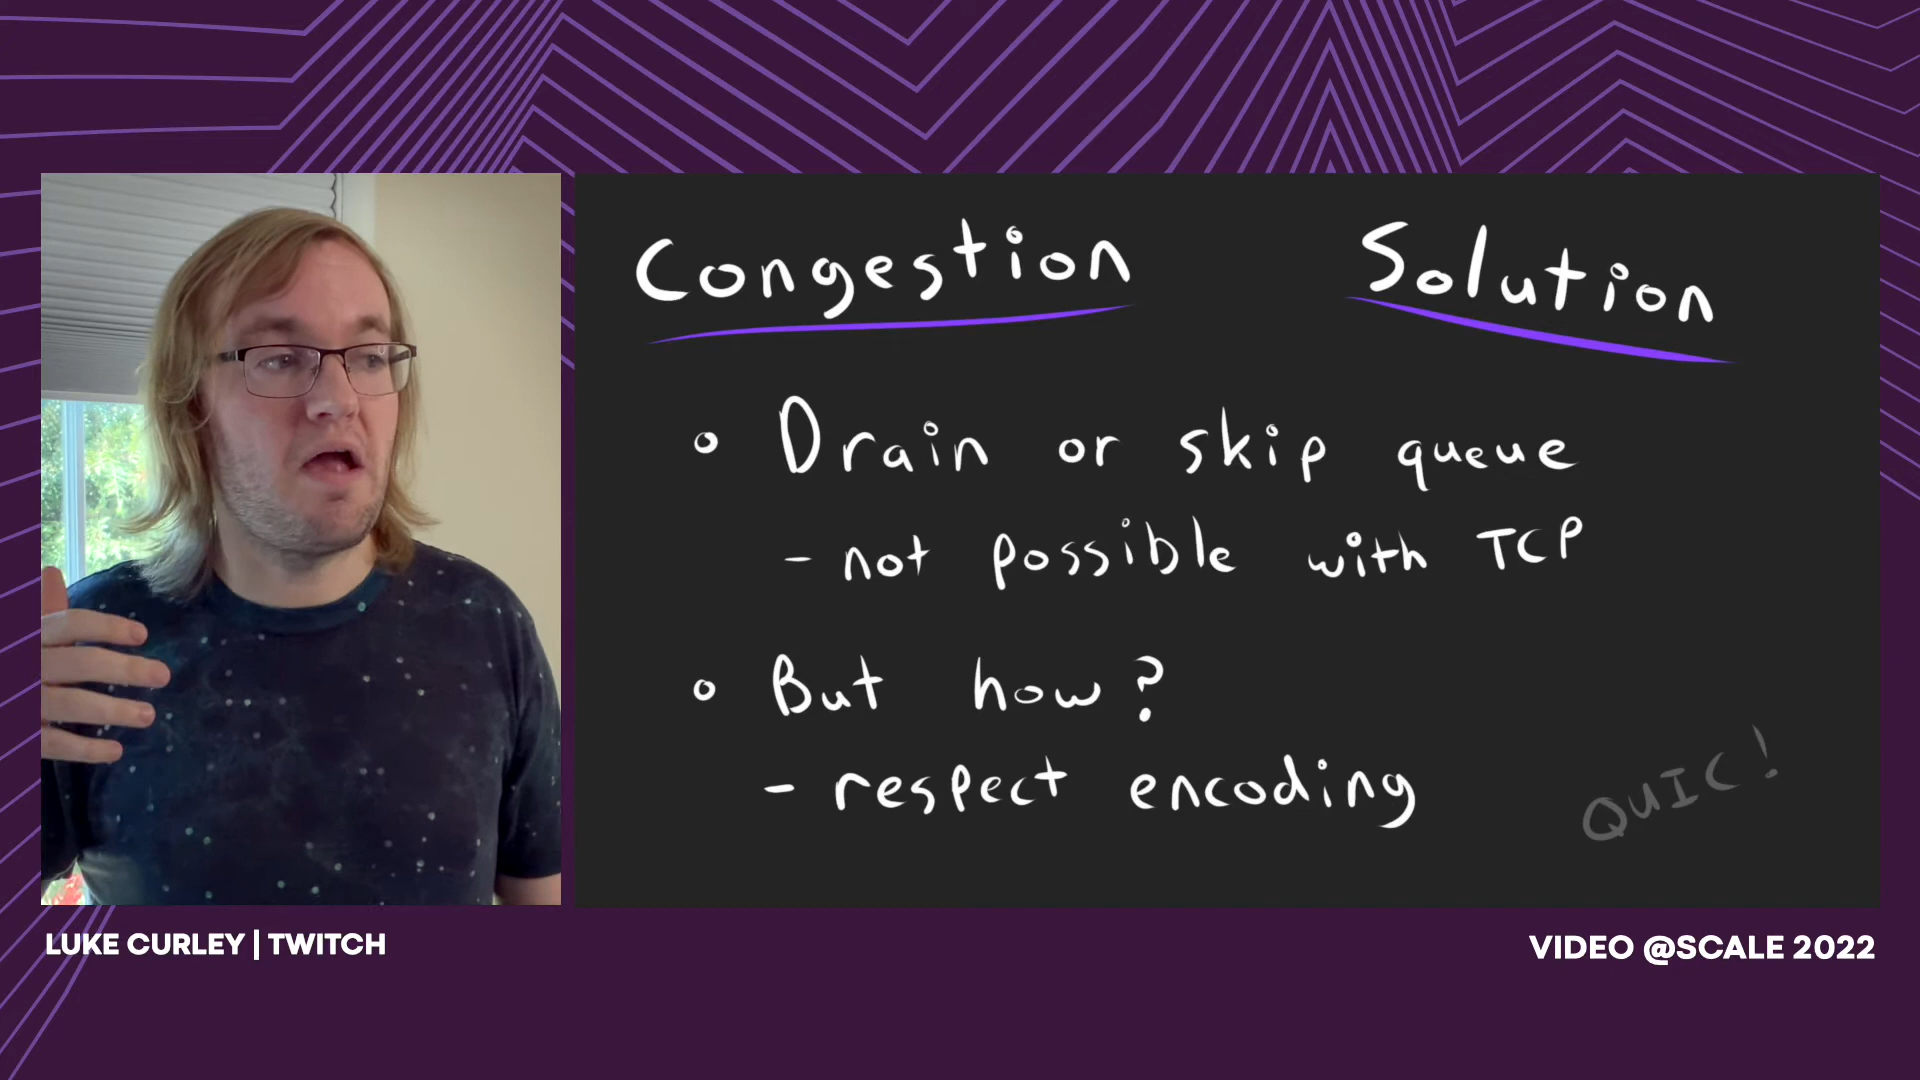 Congestion Solution
o Drain or skip queue
- not possible with TCP
o But how?
- respect encoding
QUIC!
LUKE CURLEY | TWITCH
VIDEO @SCALE 2022